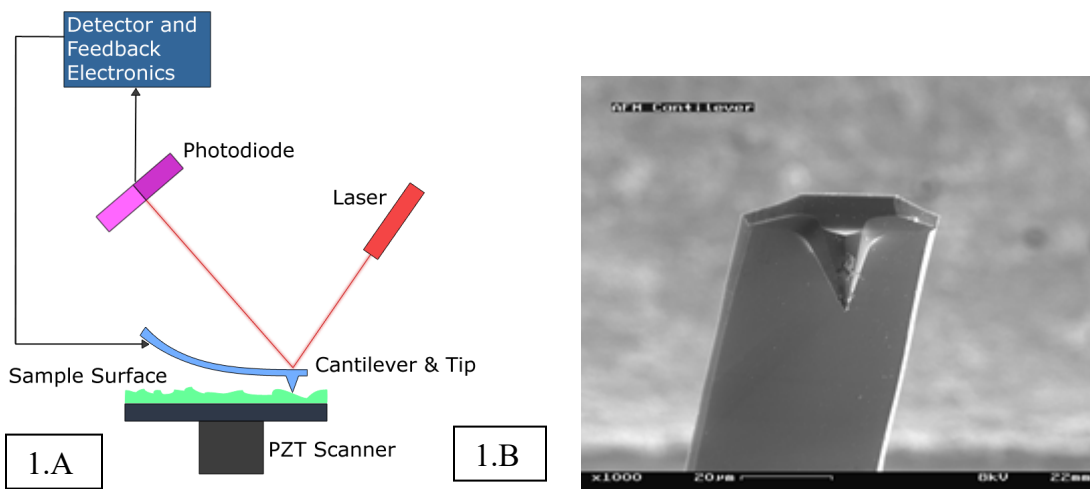 Detector and
Feedback
Electronics
Photodiode
Laser
Cantilever & Tip
Sample Surface
PZT Scanner
1.A
1.B
AFM Cantilever
x1000 20µm 8kV 22mm